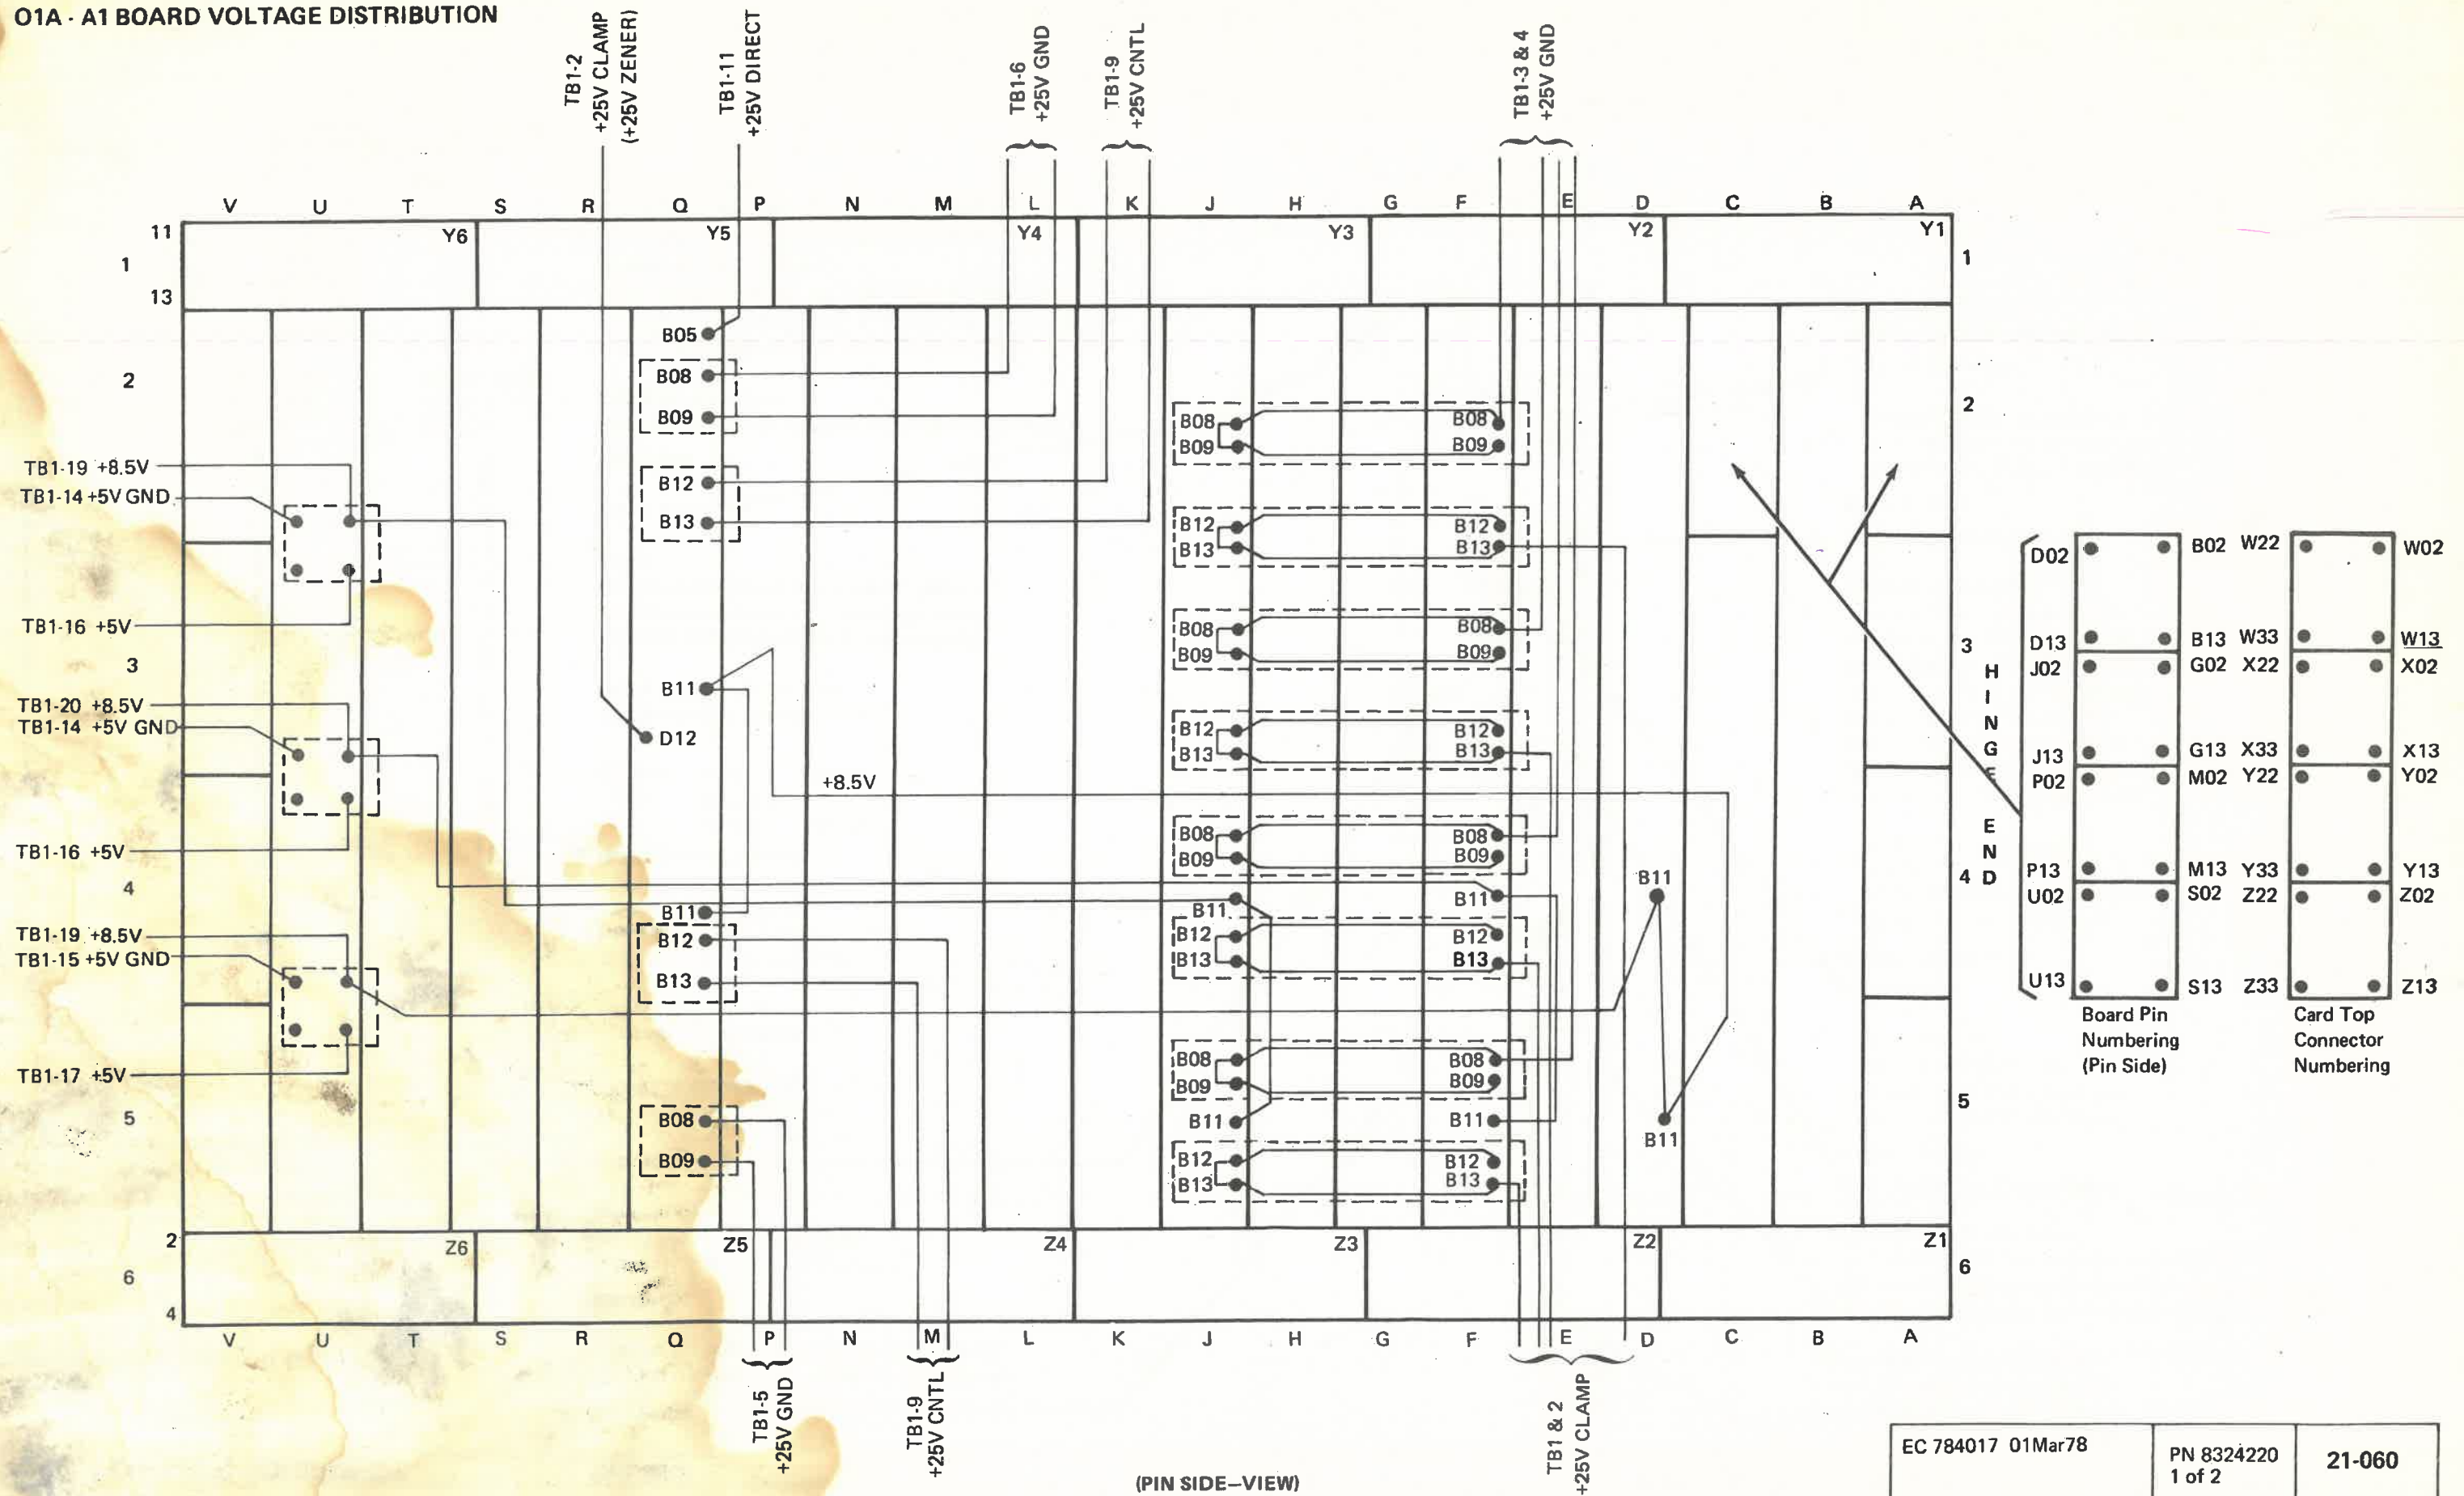 01A - A1 BOARD VOLTAGE DISTRIBUTION
TB1-2
+25V CLAMP
(+25V ZENER)
TB1-11
+25V DIRECT
TB1-6
+25V GND
TB1-9
+25V CNTL
TB1-3 & 4
+25V GND
V U T S R Q P N M L K J H G F E D C B A
11 Y6 Y5 Y4 Y3 Y2 Y1
1 1
13
B05
2 B08
B09
2
B08 B08
B09 B09
TB1-19 +8.5V
TB1-14 +5V GND
B12
B13
B12 B12
B13 B13
TB1-16 +5V
B08 B08
B09 B09
3 3
B11
TB1-20 +8.5V
TB1-14 +5V GND
D12
B12 B12
B13 B13
+8.5V
HINGE END
TB1-16 +5V
B08 B08
B09 B09
4 4
B11
B11
B11
B11
TB1-19 +8.5V
TB1-15 +5V GND
B12
B13
B12 B12
B13 B13
TB1-17 +5V
B08 B08
B09 B09
5 5
B08
B09
B11 B11
B11
B12 B12
B13 B13
2 Z6 Z5 Z4 Z3 Z2 Z1
6 6
4
V U T S R Q P N M L K J H G F E D C B A
TB1-5
+25V GND
TB1-9
+25V CNTL
TB1 & 2
+25V CLAMP
D02 B02 W22 W02
D13 B13 W33 W13
J02 G02 X22 X02
J13 G13 X33 X13
P02 M02 Y22 Y02
P13 M13 Y33 Y13
U02 S02 Z22 Z02
U13 S13 Z33 Z13
Board Pin
Numbering
(Pin Side)
Card Top
Connector
Numbering
(PIN SIDE–VIEW)
EC 784017 01Mar78
PN 8324220
1 of 2
21-060